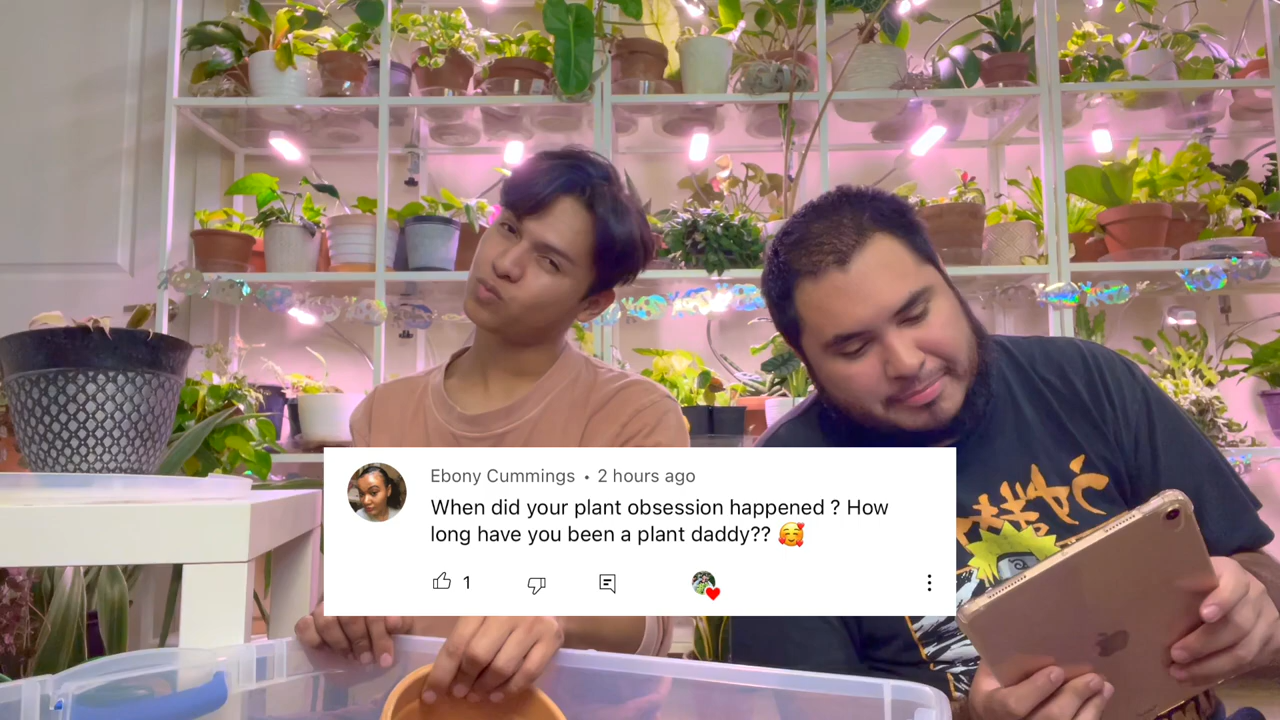 Ebony Cummings • 2 hours ago
When did your plant obsession happened ? How
long have you been a plant daddy?? 🥰
1